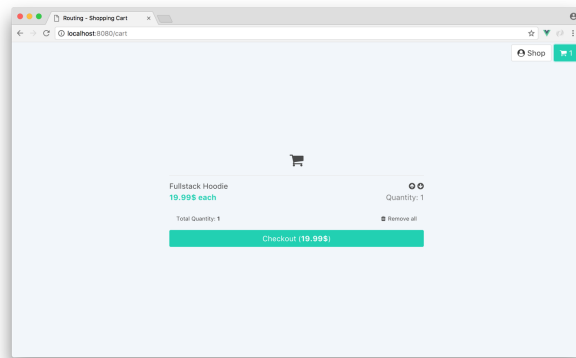 Routing - Shopping Cart
localhost:8080/cart
Shop
1
Fullstack Hoodie
19.99$ each
Quantity: 1
Total Quantity: 1
Remove all
Checkout (19.99$)